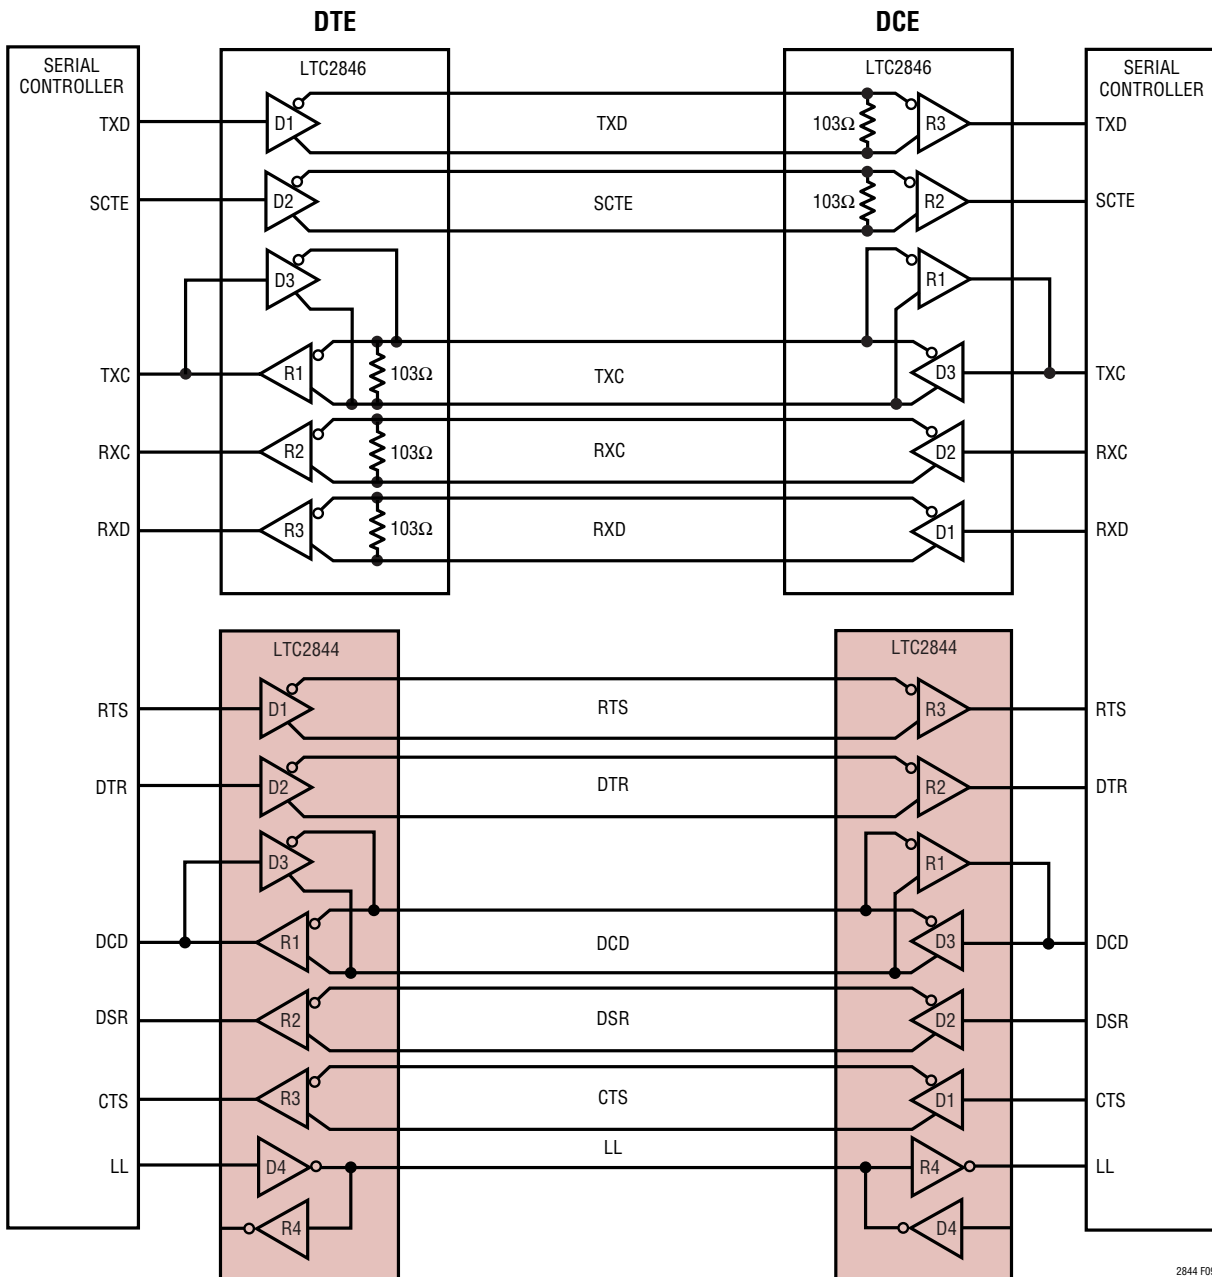 DTE
DCE
SERIAL CONTROLLER
LTC2846
LTC2846
SERIAL CONTROLLER
TXD
D1
TXD
103Ω
R3
TXD
SCTE
D2
SCTE
103Ω
R2
SCTE
D3
R1
TXC
R1
103Ω
TXC
D3
TXC
RXC
R2
103Ω
RXC
D2
RXC
RXD
R3
103Ω
RXD
D1
RXD
LTC2844
LTC2844
RTS
D1
RTS
R3
RTS
DTR
D2
DTR
R2
DTR
D3
R1
DCD
R1
DCD
D3
DCD
DSR
R2
DSR
D2
DSR
CTS
R3
CTS
D1
CTS
LL
D4
LL
R4
LL
R4
D4